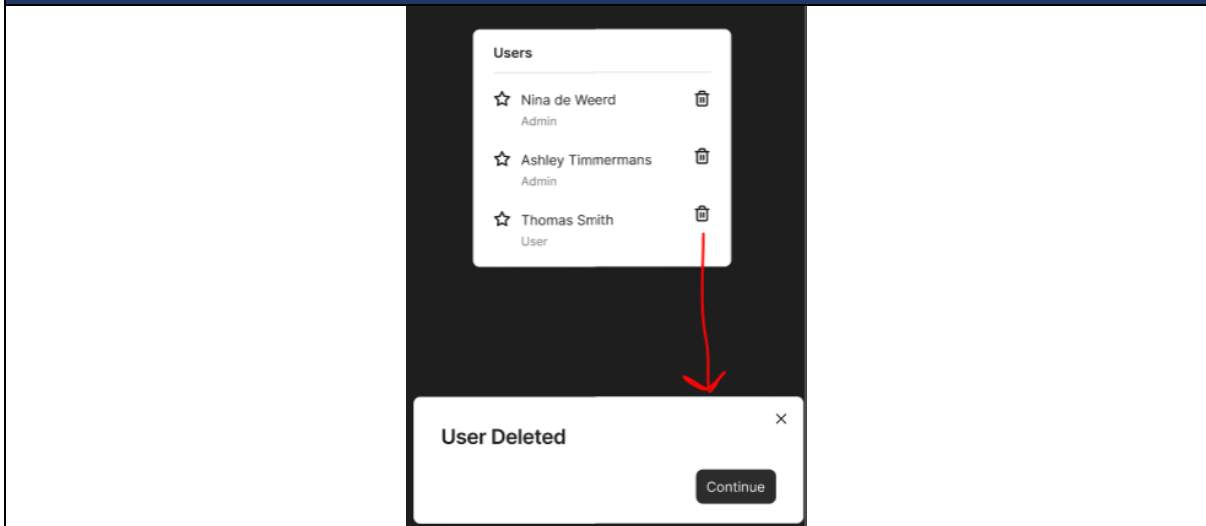 Users
Nina de Weerd
Admin
Ashley Timmermans
Admin
Thomas Smith
User
User Deleted
Continue